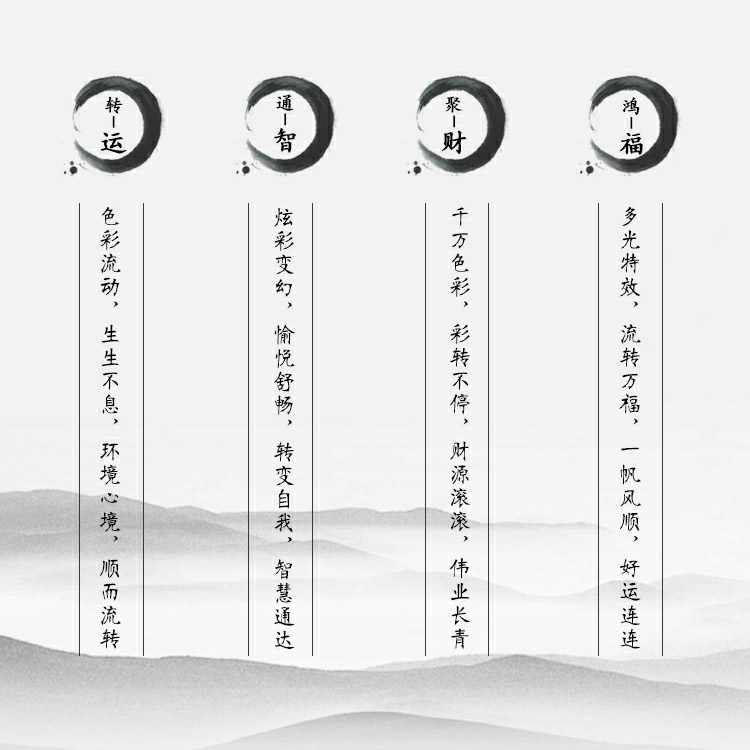 转-运
色彩流动，生生不息，环境心境，顺而流转
通-智
炫彩变幻，愉悦舒畅，转变自我，智慧通达
聚-财
千万色彩，彩转不停，财源滚滚，伟业长青
鸿-福
多光特效，流转万福，一帆风顺，好运连连